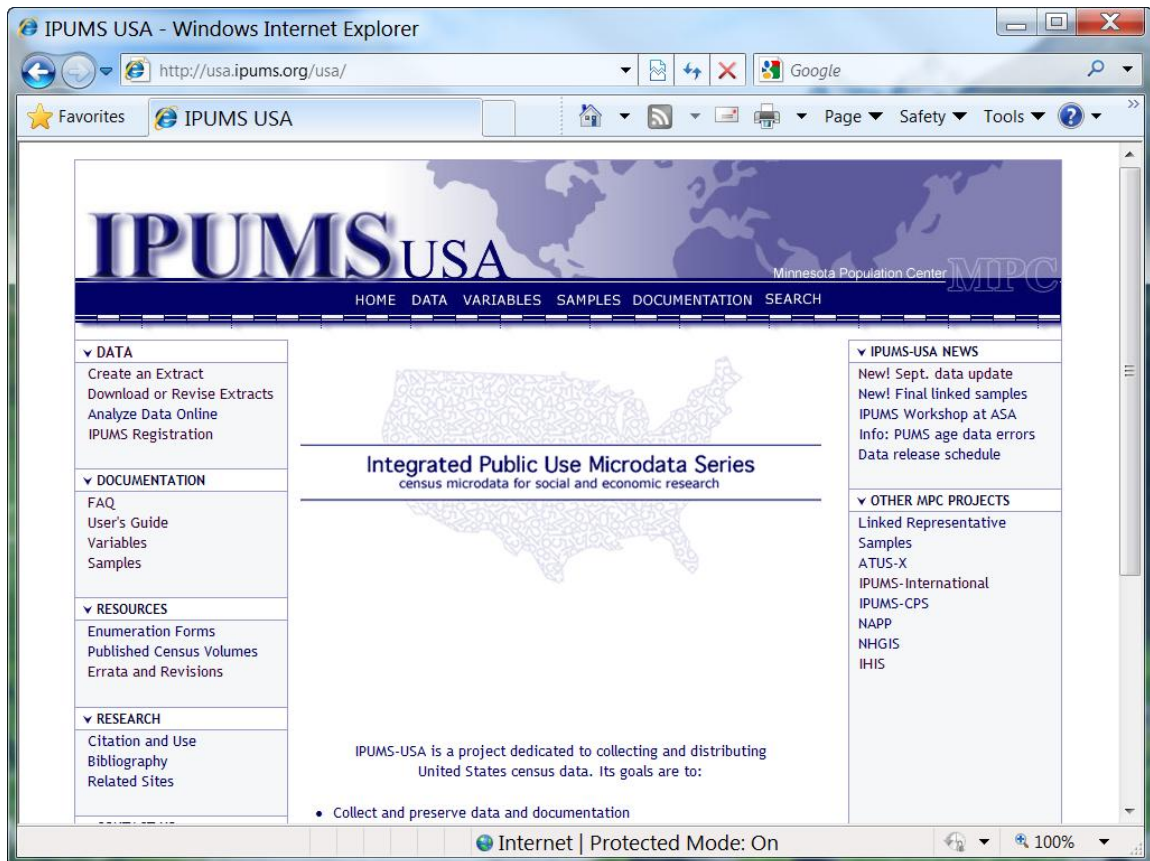 IPUMS USA - Windows Internet Explorer
http://usa.ipums.org/usa/
Google
Favorites
IPUMS USA
Page
Safety
Tools
IPUMS USA
Minnesota Population Center MPC
HOME DATA VARIABLES SAMPLES DOCUMENTATION SEARCH
DATA
Create an Extract
Download or Revise Extracts
Analyze Data Online
IPUMS Registration
DOCUMENTATION
FAQ
User's Guide
Variables
Samples
RESOURCES
Enumeration Forms
Published Census Volumes
Errata and Revisions
RESEARCH
Citation and Use
Bibliography
Related Sites
Integrated Public Use Microdata Series
census microdata for social and economic research
IPUMS-USA is a project dedicated to collecting and distributing
United States census data. Its goals are to:
• Collect and preserve data and documentation
IPUMS-USA NEWS
New! Sept. data update
New! Final linked samples
IPUMS Workshop at ASA
Info: PUMS age data errors
Data release schedule
OTHER MPC PROJECTS
Linked Representative
Samples
ATUS-X
IPUMS-International
IPUMS-CPS
NAPP
NHGIS
IHIS
Internet | Protected Mode: On
100%